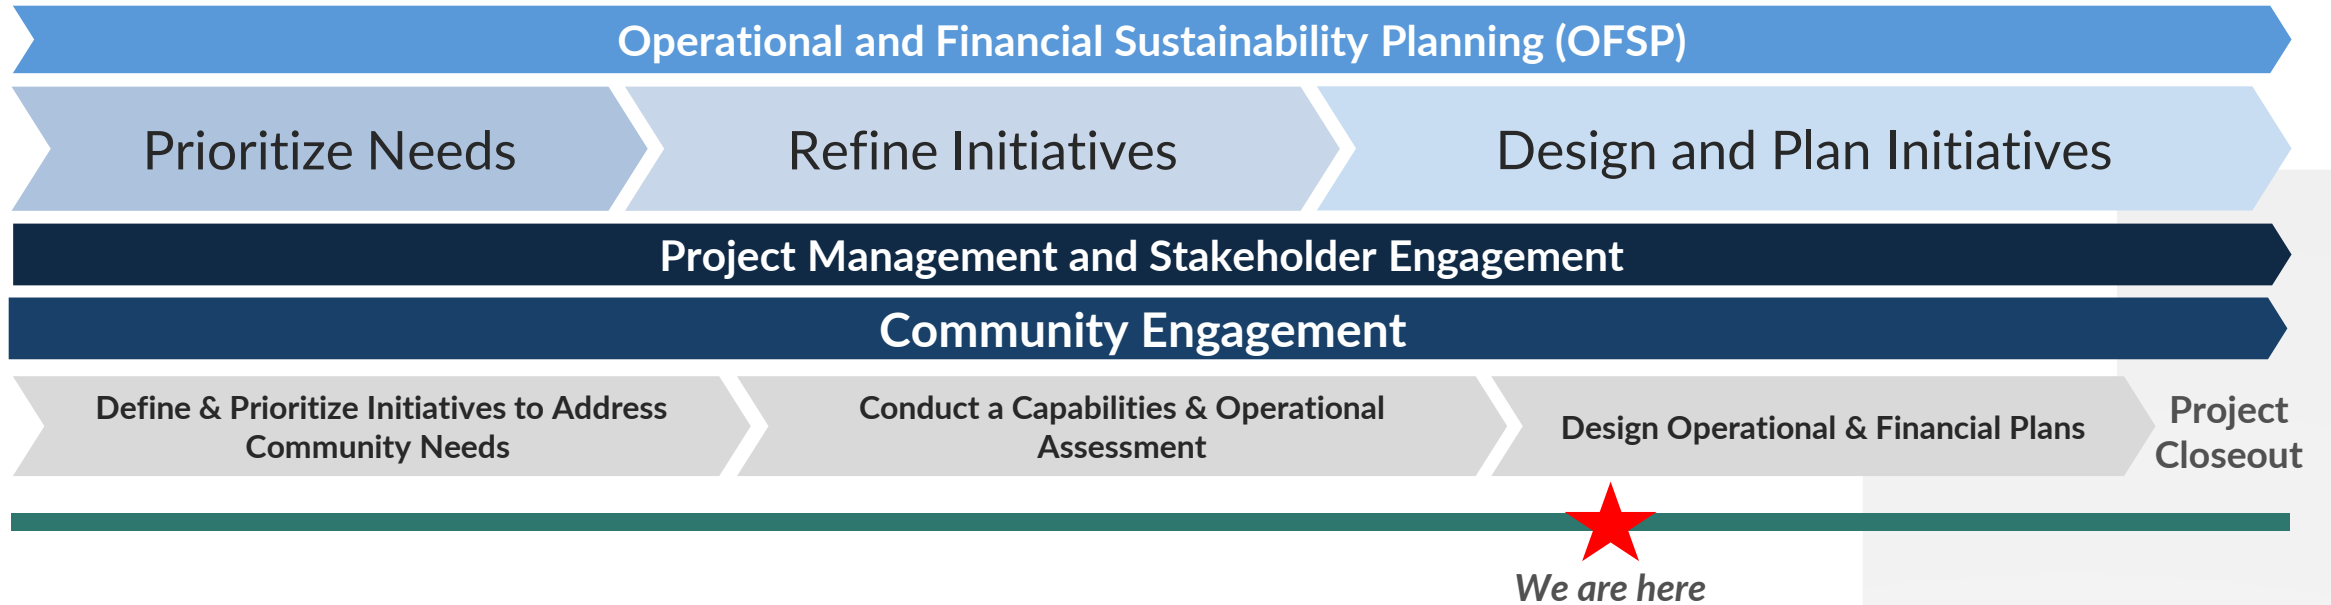 Operational and Financial Sustainability Planning (OFSP)
Prioritize Needs
Refine Initiatives
Design and Plan Initiatives
Project Management and Stakeholder Engagement
Community Engagement
Define & Prioritize Initiatives to Address
Community Needs
Conduct a Capabilities & Operational
Assessment
Design Operational & Financial Plans
Project
Closeout
We are here